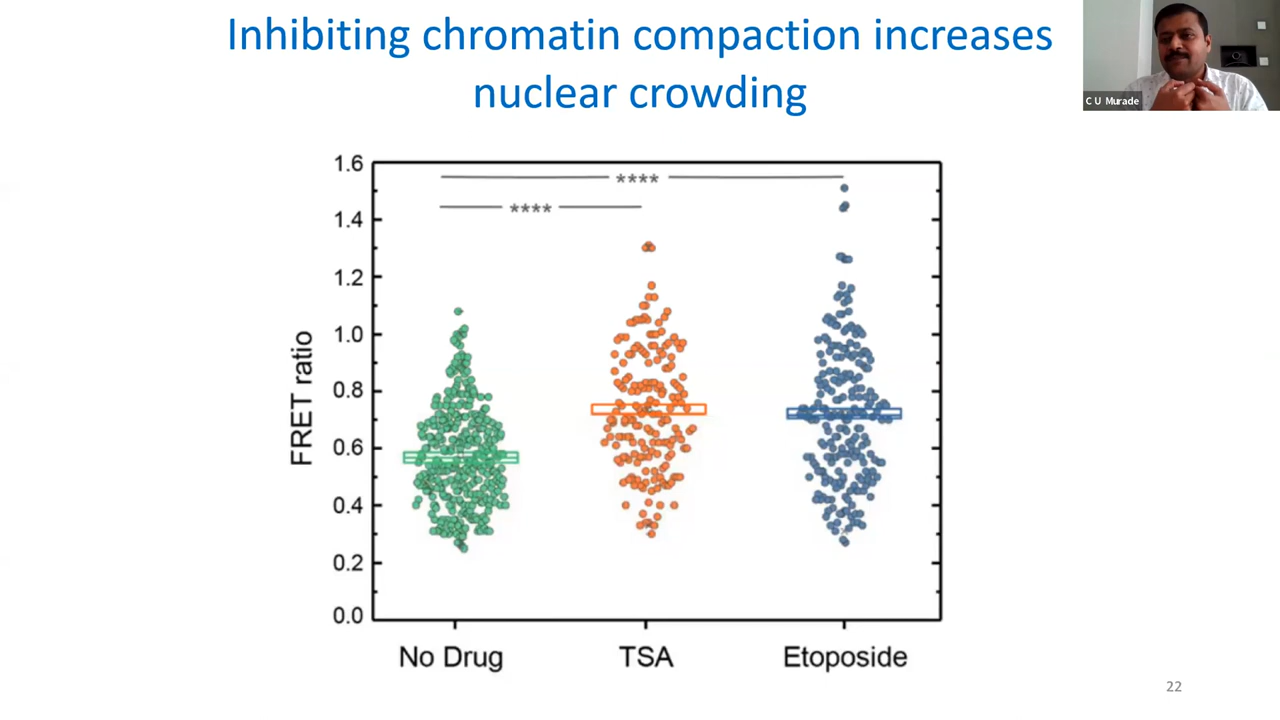 Inhibiting chromatin compaction increases
nuclear crowding
C U Murade
1.6
1.4
1.2
1.0
0.8
0.6
0.4
0.2
0.0
FRET ratio
****
****
No Drug
TSA
Etoposide
22